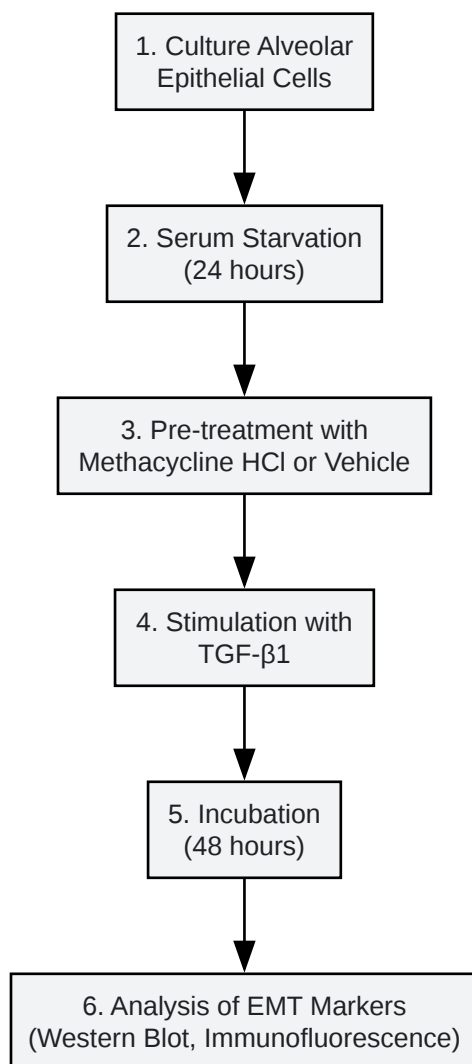 1. Culture Alveolar
Epithelial Cells
2. Serum Starvation
(24 hours)
3. Pre-treatment with
Methacycline HCl or Vehicle
4. Stimulation with
TGF-β1
5. Incubation
(48 hours)
6. Analysis of EMT Markers
(Western Blot, Immunofluorescence)